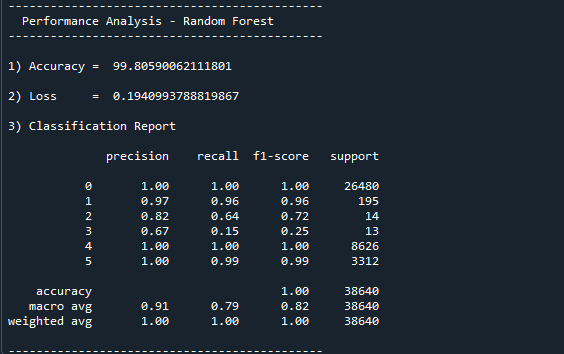 ---------------------------------------------
Performance Analysis - Random Forest
---------------------------------------------
1) Accuracy =  99.80590062111801
2) Loss     =  0.1940993788819867
3) Classification Report
              precision    recall  f1-score   support
           0       1.00      1.00      1.00     26480
           1       0.97      0.96      0.96       195
           2       0.82      0.64      0.72        14
           3       0.67      0.15      0.25        13
           4       1.00      1.00      1.00      8626
           5       1.00      0.99      0.99      3312
    accuracy                           1.00     38640
   macro avg       0.91      0.79      0.82     38640
weighted avg       1.00      1.00      1.00     38640
---------------------------------------------